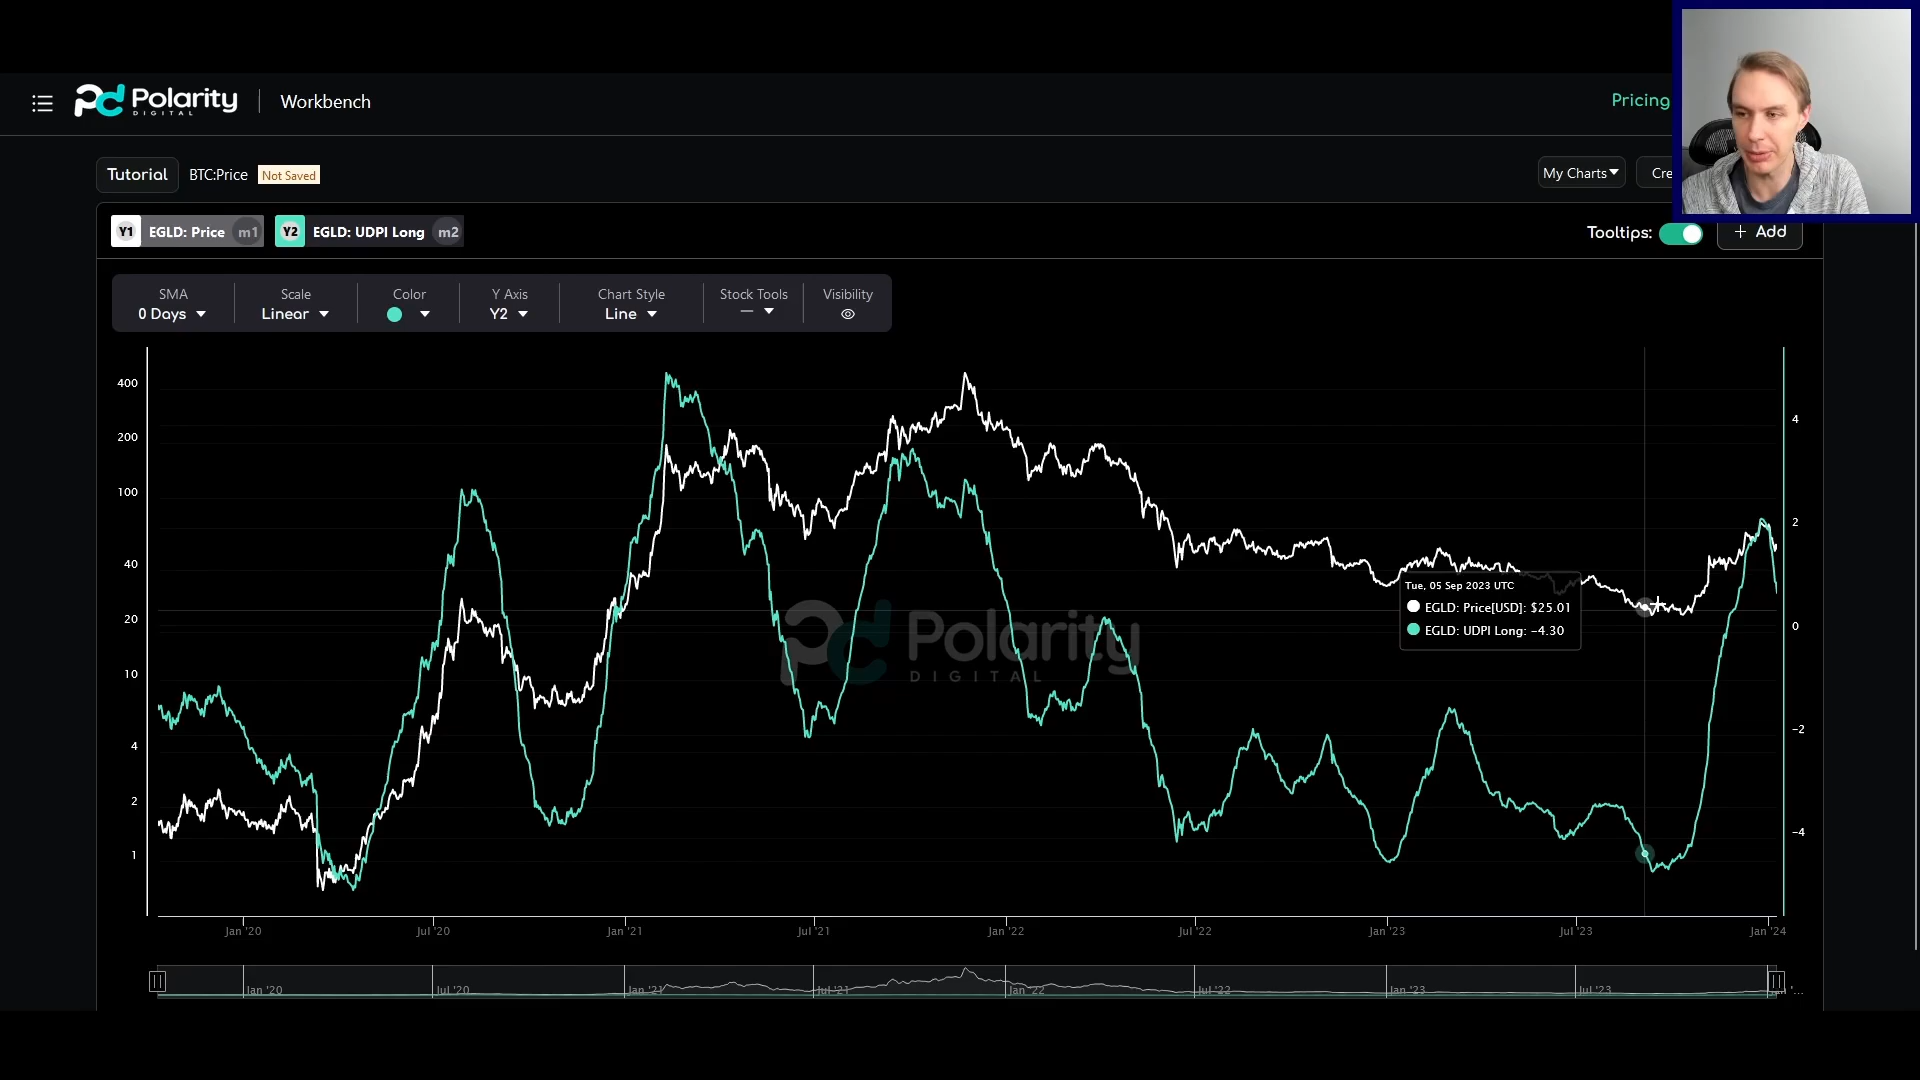 Polarity
DIGITAL
Workbench
Pricing
Tutorial
BTC:Price
Not Saved
My Charts
Cre
Y1 EGLD: Price m1
Y2 EGLD: UDPI Long m2
Tooltips:
+ Add
SMA
0 Days
Scale
Linear
Color
Y Axis
Y2
Chart Style
Line
Stock Tools
—
Visibility
400
200
100
40
20
10
4
2
1
4
2
0
-2
-4
Tue, 05 Sep 2023 UTC
EGLD: Price[USD]: $25.01
EGLD: UDPI Long: -4.30
Polarity
DIGITAL
Jan '20
Jul '20
Jan '21
Jul '21
Jan '22
Jul '22
Jan '23
Jul '23
Jan '24
Jan '20
Jul '20
Jan '21
Jul '21
Jan '22
Jul '22
Jan '23
Jul '23